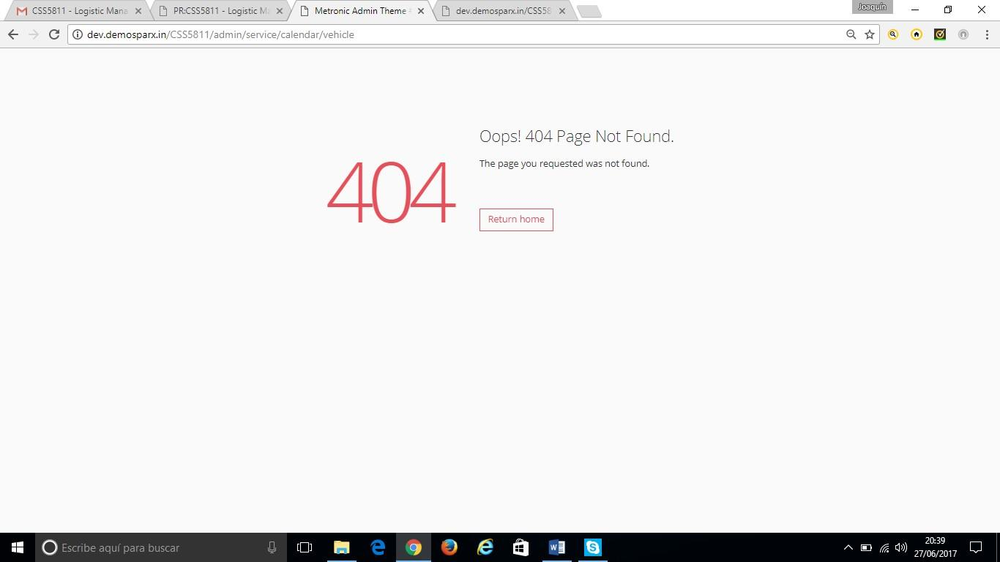 CSS5811 - Logistic Mana
PR:CSS5811 - Logistic Ma
Metronic Admin Theme
dev.demosparx.in/CSS58
Joaquín
dev.demosparx.in/CSS5811/admin/service/calendar/vehicle
Oops! 404 Page Not Found.
The page you requested was not found.
404
Return home
Escribe aquí para buscar
20:39
27/06/2017